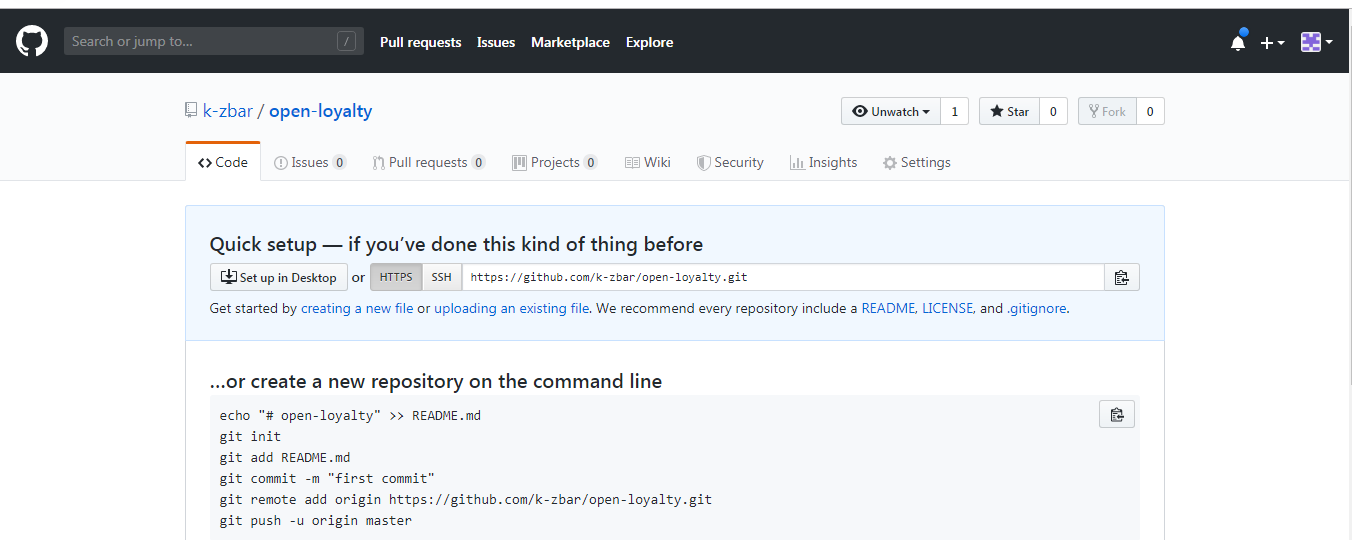 Search or jump to... / Pull requests Issues Marketplace Explore
k-zbar / open-loyalty Unwatch 1 Star 0 Fork 0
Code Issues 0 Pull requests 0 Projects 0 Wiki Security Insights Settings
Quick setup — if you’ve done this kind of thing before
Set up in Desktop or HTTPS SSH https://github.com/k-zbar/open-loyalty.git
Get started by creating a new file or uploading an existing file. We recommend every repository include a README, LICENSE, and .gitignore.
…or create a new repository on the command line
echo "# open-loyalty" >> README.md
git init
git add README.md
git commit -m "first commit"
git remote add origin https://github.com/k-zbar/open-loyalty.git
git push -u origin master